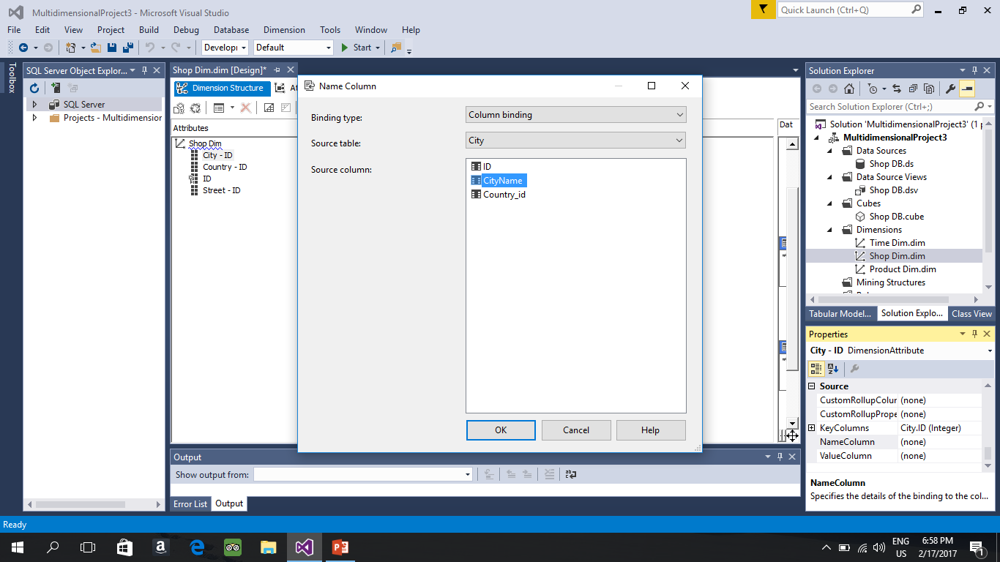 MultidimensionalProject3 - Microsoft Visual Studio
Quick Launch (Ctrl+Q)
File Edit View Project Build Debug Database Dimension Tools Window Help
Developı Default Start
Toolbox
SQL Server Object Explor...
SQL Server
Projects - Multidimension
Shop Dim.dim [Design]*
Dimension Structure
Attributes
Shop Dim
City - ID
Country - ID
ID
Street - ID
Dat
Name Column
Binding type:
Column binding
Source table:
City
Source column:
ID
CityName
Country_id
OK Cancel Help
Output
Show output from:
Error List Output
Solution Explorer
Search Solution Explorer (Ctrl+;)
Solution 'MultidimensionalProject3' (1
MultidimensionalProject3
Data Sources
Shop DB.ds
Data Source Views
Shop DB.dsv
Cubes
Shop DB.cube
Dimensions
Time Dim.dim
Shop Dim.dim
Product Dim.dim
Mining Structures
Tabular Model... Solution Explo... Class View
Properties
City - ID DimensionAttribute
Source
CustomRollupColur (none)
CustomRollupPrope (none)
KeyColumns City.ID (Integer)
NameColumn (none)
ValueColumn (none)
NameColumn
Specifies the details of the binding to the col...
Ready
ENG
US
6:58 PM
2/17/2017
1